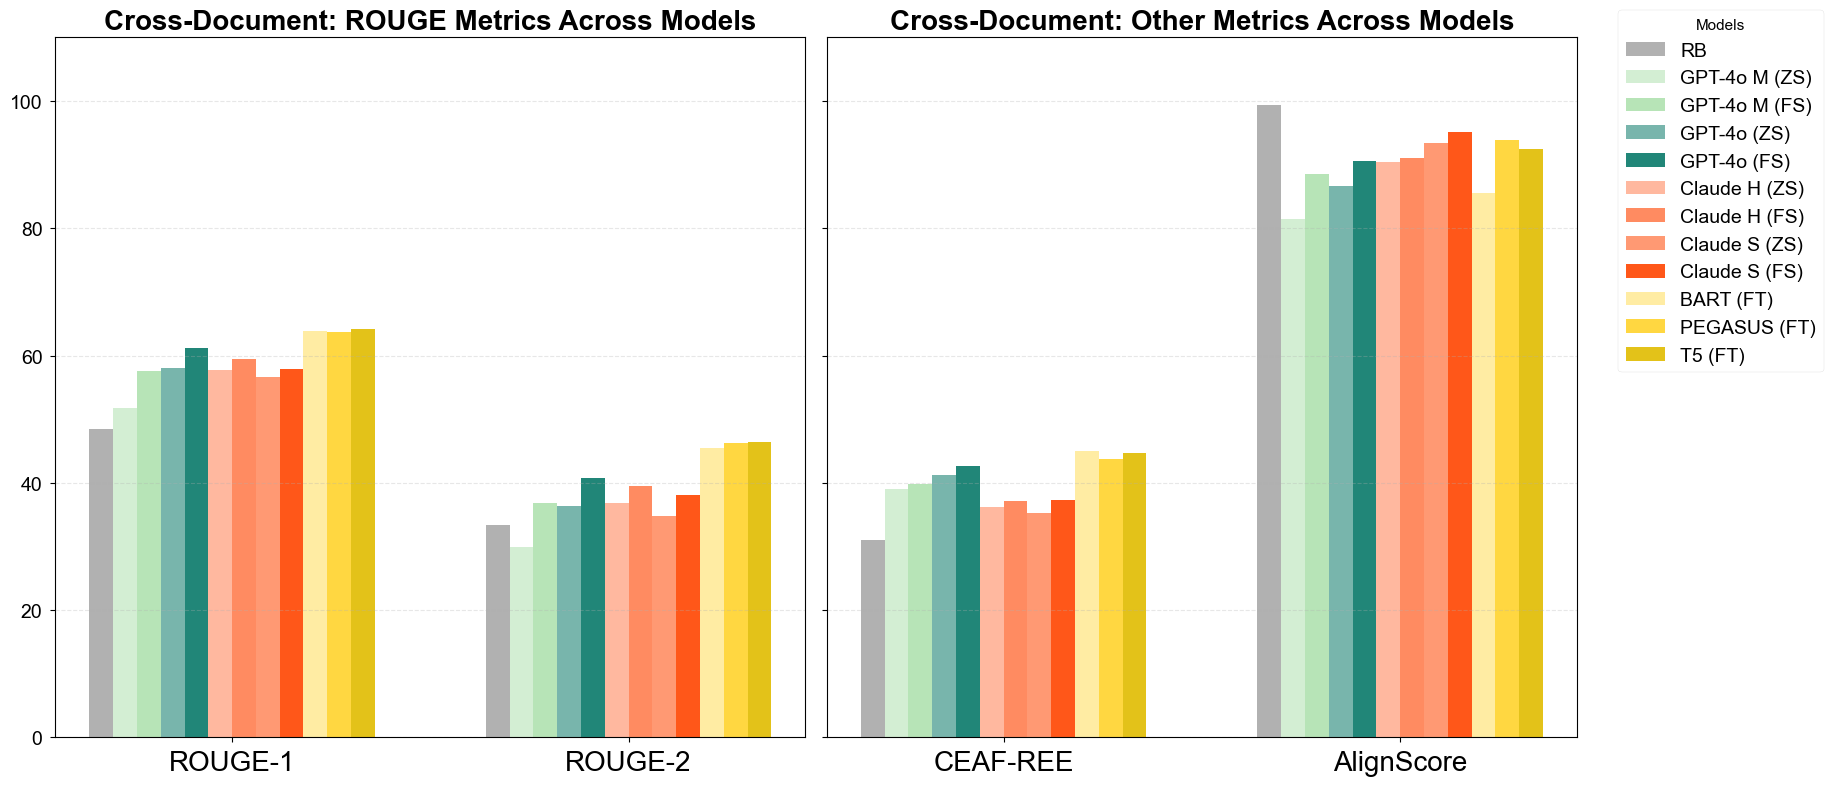 Cross-Document: ROUGE Metrics Across Models
Cross-Document: Other Metrics Across Models
Models
RB
GPT-4o M (ZS)
GPT-4o M (FS)
GPT-4o (ZS)
GPT-4o (FS)
Claude H (ZS)
Claude H (FS)
Claude S (ZS)
Claude S (FS)
BART (FT)
PEGASUS (FT)
T5 (FT)
100
80
60
40
20
0
ROUGE-1
ROUGE-2
CEAF-REE
AlignScore